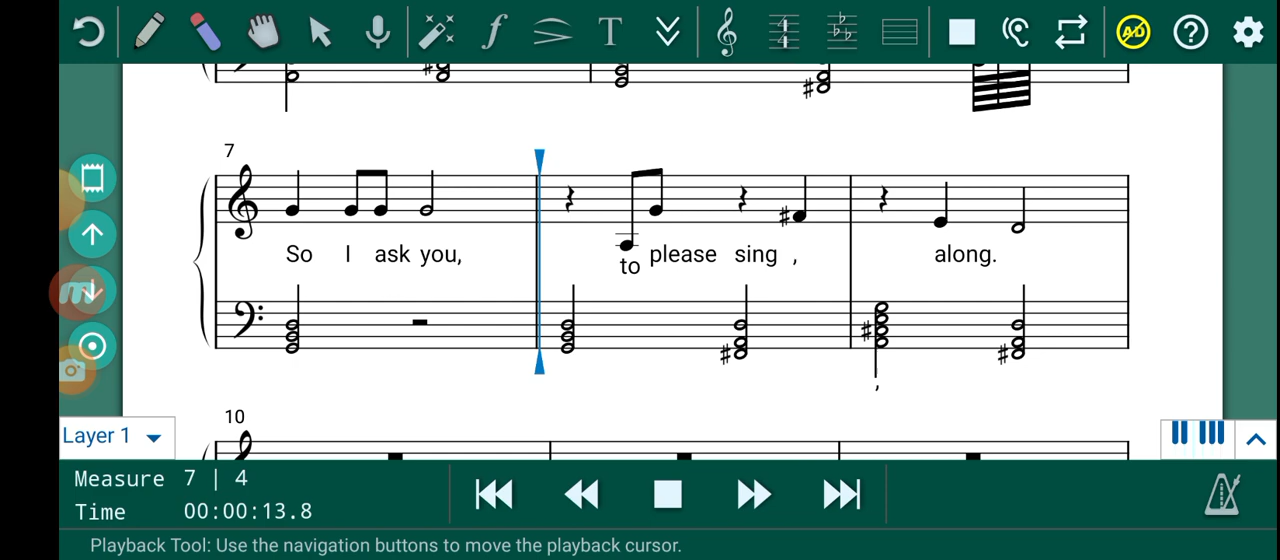 T
AD
7
So I ask you, to please sing , along.
,
10
Layer 1
Measure 7 | 4
Time 00:00:13.8
Playback Tool: Use the navigation buttons to move the playback cursor.